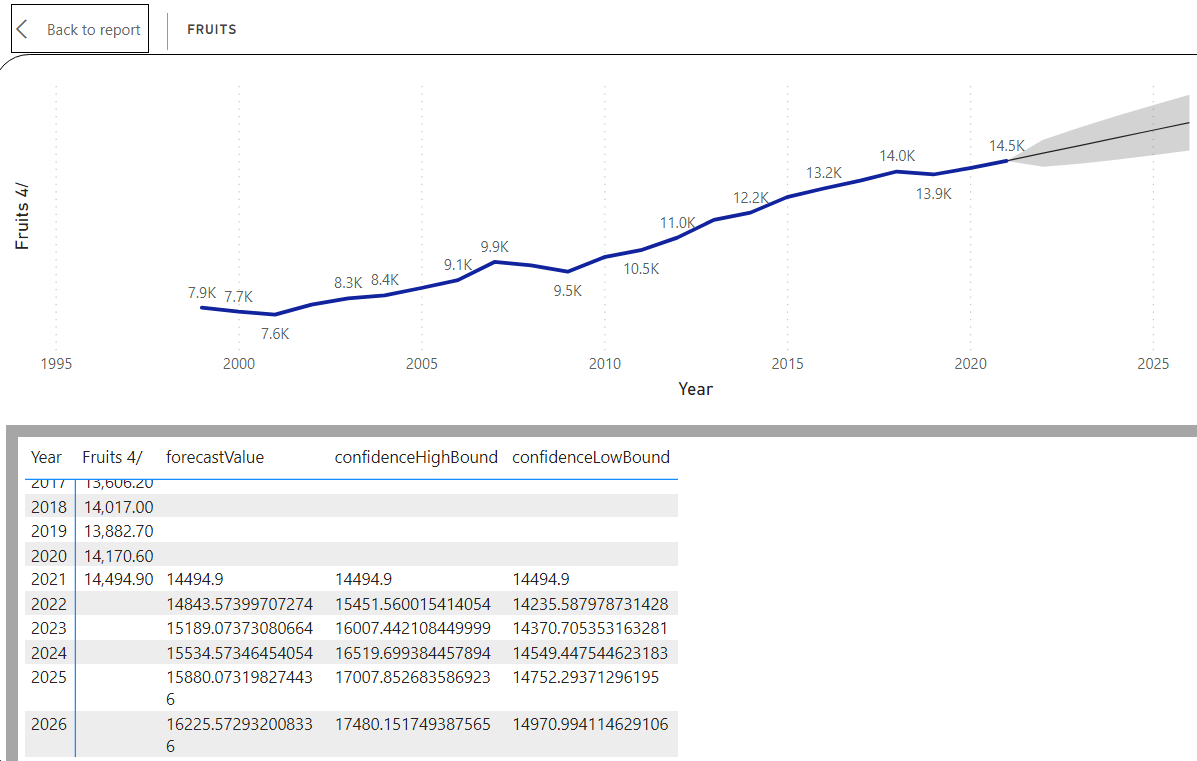 Back to report
FRUITS
Fruits 4/
7.9K
7.7K
7.6K
8.3K
8.4K
9.1K
9.9K
9.5K
10.5K
11.0K
12.2K
13.2K
14.0K
13.9K
14.5K
1995 2000 2005 2010 2015 2020 2025
Year
Year Fruits 4/ forecastValue confidenceHighBound confidenceLowBound
2017 13,606.20
2018 14,017.00
2019 13,882.70
2020 14,170.60
2021 14,494.90 14494.9 14494.9 14494.9
2022 14843.57399707274 15451.560015414054 14235.587978731428
2023 15189.07373080664 16007.442108449999 14370.705353163281
2024 15534.57346454054 16519.699384457894 14549.447544623183
2025 15880.07319827443 17007.852683586923 14752.29371296195
6
2026 16225.57293200833 17480.151749387565 14970.994114629106
6